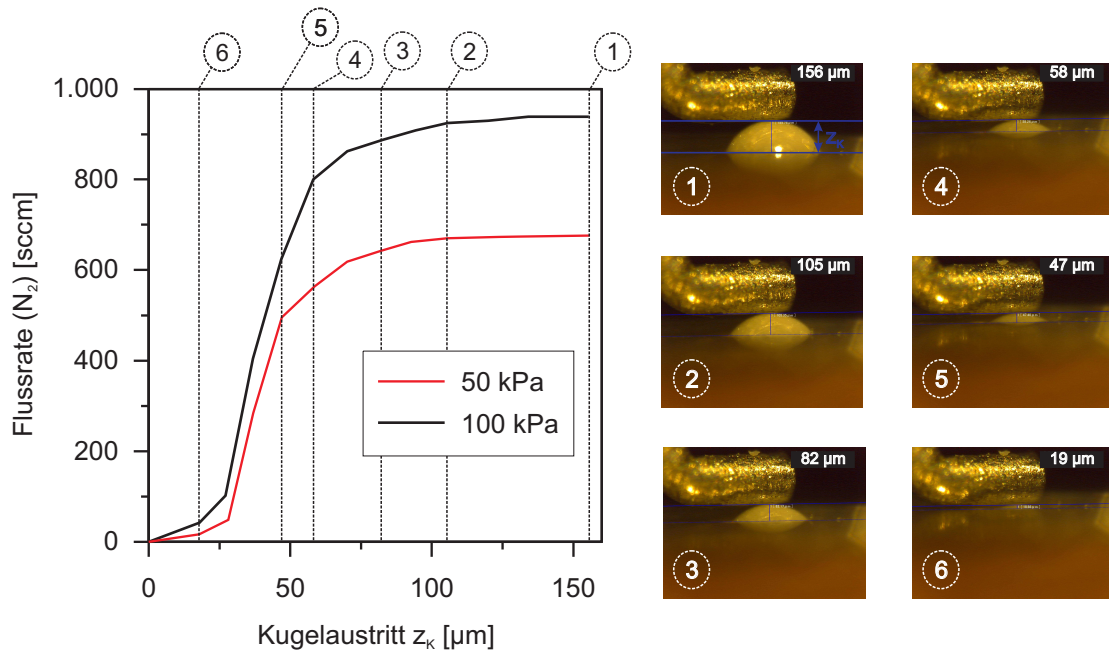 6
5
4
3
2
1
1.000
800
600
400
200
0
Flussrate (N₂) [sccm]
50 kPa
100 kPa
0
50
100
150
Kugelaustritt z_K [µm]
156 µm
z_K
1
58 µm
4
105 µm
2
47 µm
5
82 µm
3
19 µm
6